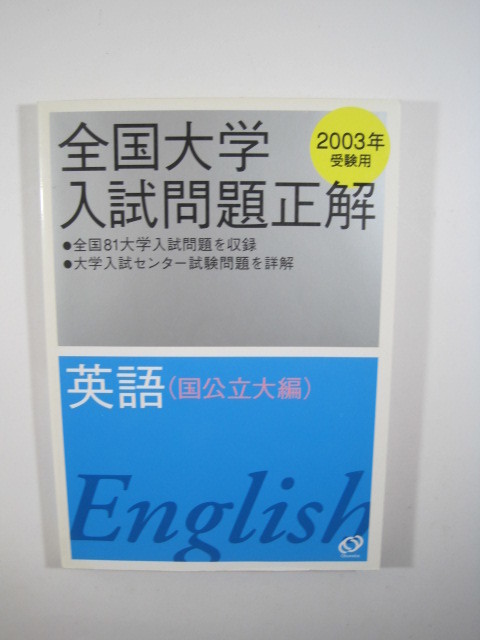 全国大学
入試問題正解
2003年
受験用
●全国81大学入試問題を収録
●大学入試センター試験問題を詳解
英語(国公立大編)
English